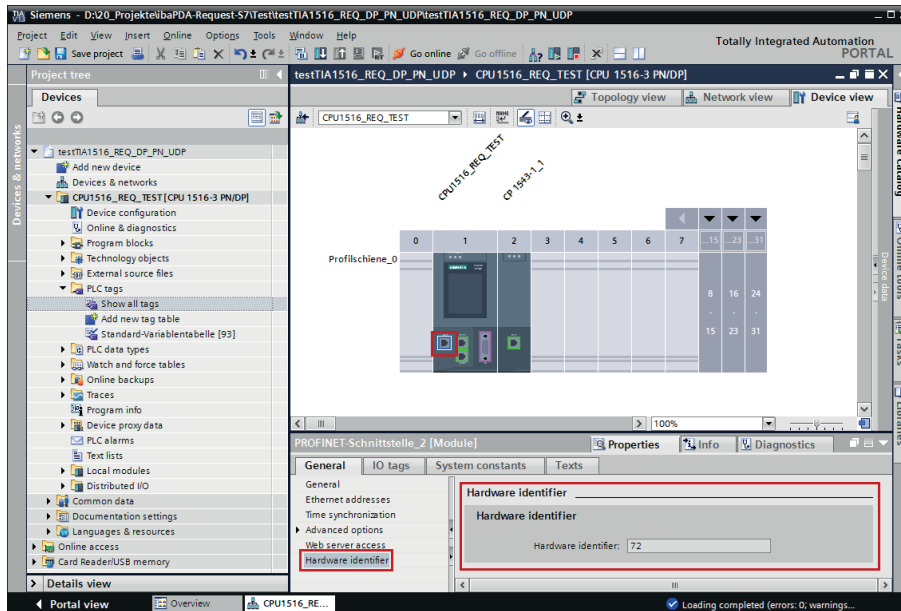 Siemens - D:\20_Projekte\ibaPDA-Request-S7\Test\testTIA1516_REQ_DP_PN_UDP\testTIA1516_REQ_DP_PN_UDP
Project Edit View Insert Online Options Tools Window Help
Totally Integrated Automation
PORTAL
Save project
Go online
Go offline
Project tree
testTIA1516_REQ_DP_PN_UDP CPU1516_REQ_TEST [CPU 1516-3 PN/DP]
Devices
Topology view
Network view
Device view
CPU1516_REQ_TEST
Devices & networks
testTIA1516_REQ_DP_PN_UDP
Add new device
Devices & networks
CPU1516_REQ_TEST [CPU 1516-3 PN/DP]
Device configuration
Online & diagnostics
Program blocks
Technology objects
External source files
PLC tags
Show all tags
Add new tag table
Standard-Variablentabelle [93]
PLC data types
Watch and force tables
Online backups
Traces
Program info
Device proxy data
PLC alarms
Text lists
Local modules
Distributed I/O
Common data
Documentation settings
Languages & resources
Online access
Card Reader/USB memory
Details view
CPU1516_REQ_TEST
CP 1543-1_1
0 1 2 3 4 5 6 7 ...15 ...23 ...31
Profilschiene_0
SIEMENS
8 16 24
15 23 31
Device data
Hardware catalog
Online tools
Tasks
Libraries
100%
PROFINET-Schnittstelle_2 [Module]
Properties
Info
Diagnostics
General IO tags System constants Texts
General
Ethernet addresses
Time synchronization
Advanced options
Web server access
Hardware identifier
Hardware identifier
Hardware identifier
Hardware identifier: 72
Portal view
Overview
CPU1516_RE...
Loading completed (errors: 0; warnings...